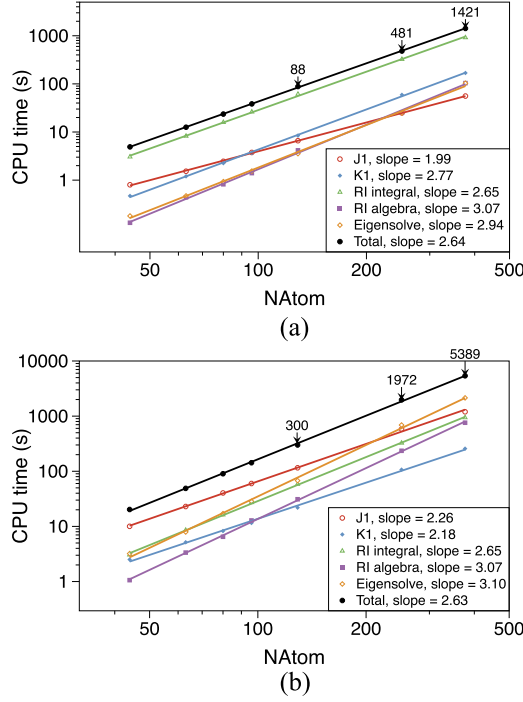 1421
481
88
1000
100
10
1
CPU time (s)
J1, slope = 1.99
K1, slope = 2.77
RI integral, slope = 2.65
RI algebra, slope = 3.07
Eigensolve, slope = 2.94
Total, slope = 2.64
50 100 200 500
NAtom
(a)
5389
1972
300
10000
1000
100
10
1
CPU time (s)
J1, slope = 2.26
K1, slope = 2.18
RI integral, slope = 2.65
RI algebra, slope = 3.07
Eigensolve, slope = 3.10
Total, slope = 2.63
50 100 200 500
NAtom
(b)